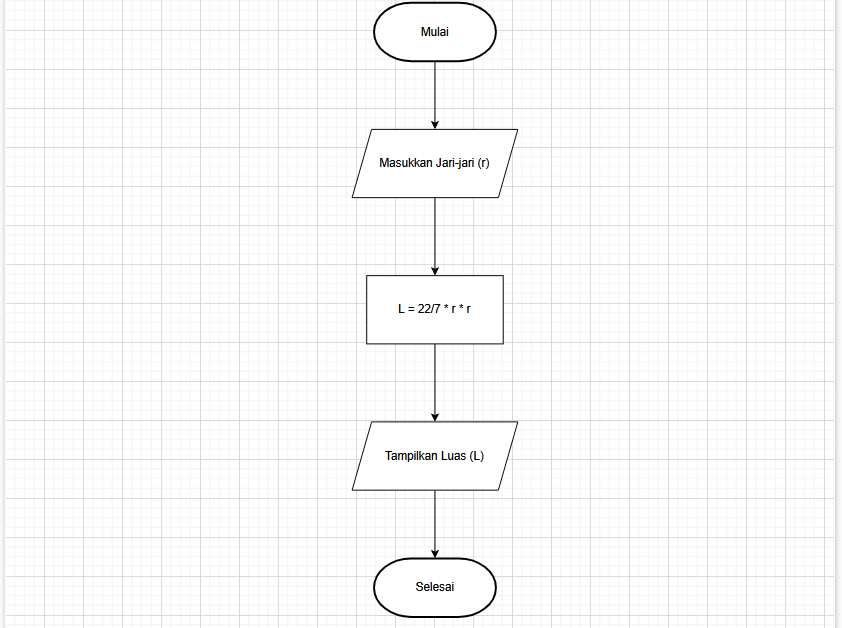 Mulai
Masukkan Jari-jari (r)
L = 22/7 * r * r
Tampilkan Luas (L)
Selesai